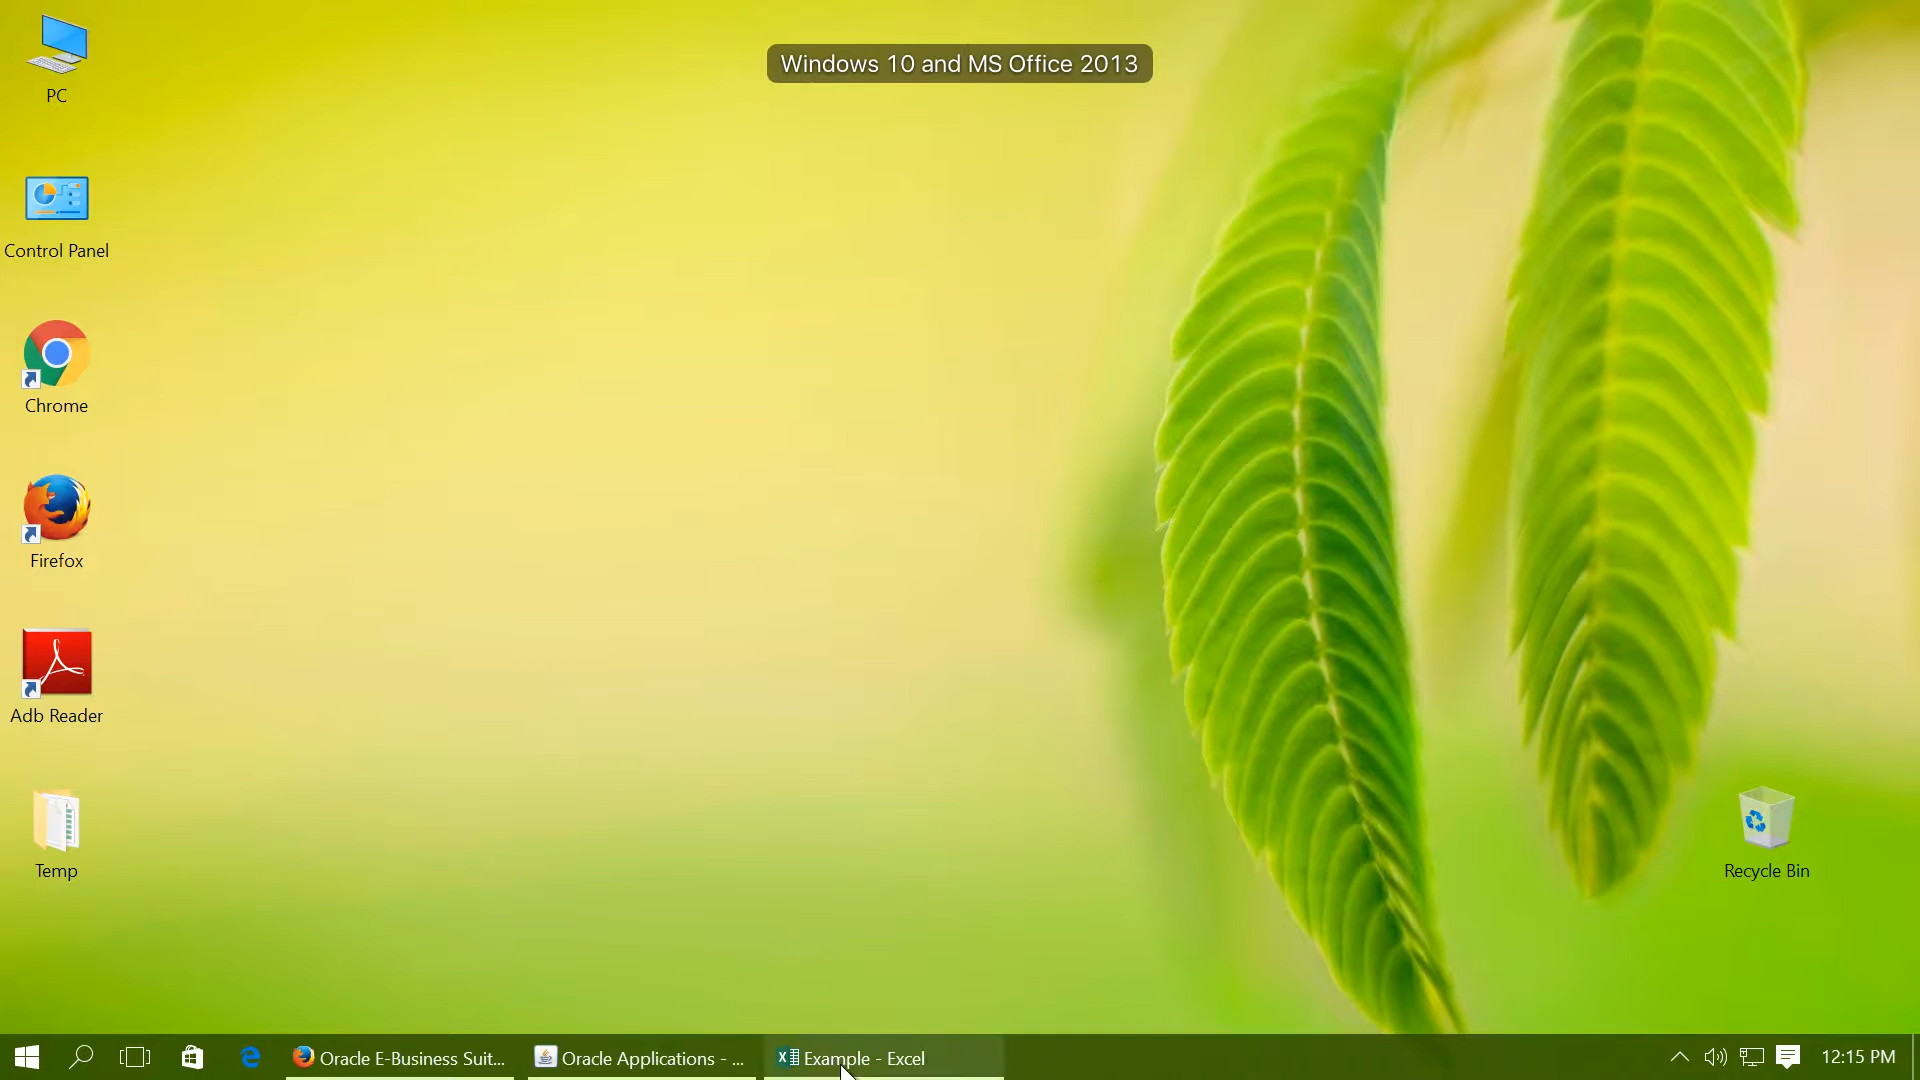 Windows 10 and MS Office 2013
PC
Control Panel
Chrome
Firefox
Adb Reader
Temp
Recycle Bin
Oracle E-Business Suit...
Oracle Applications - ...
Example - Excel
12:15 PM